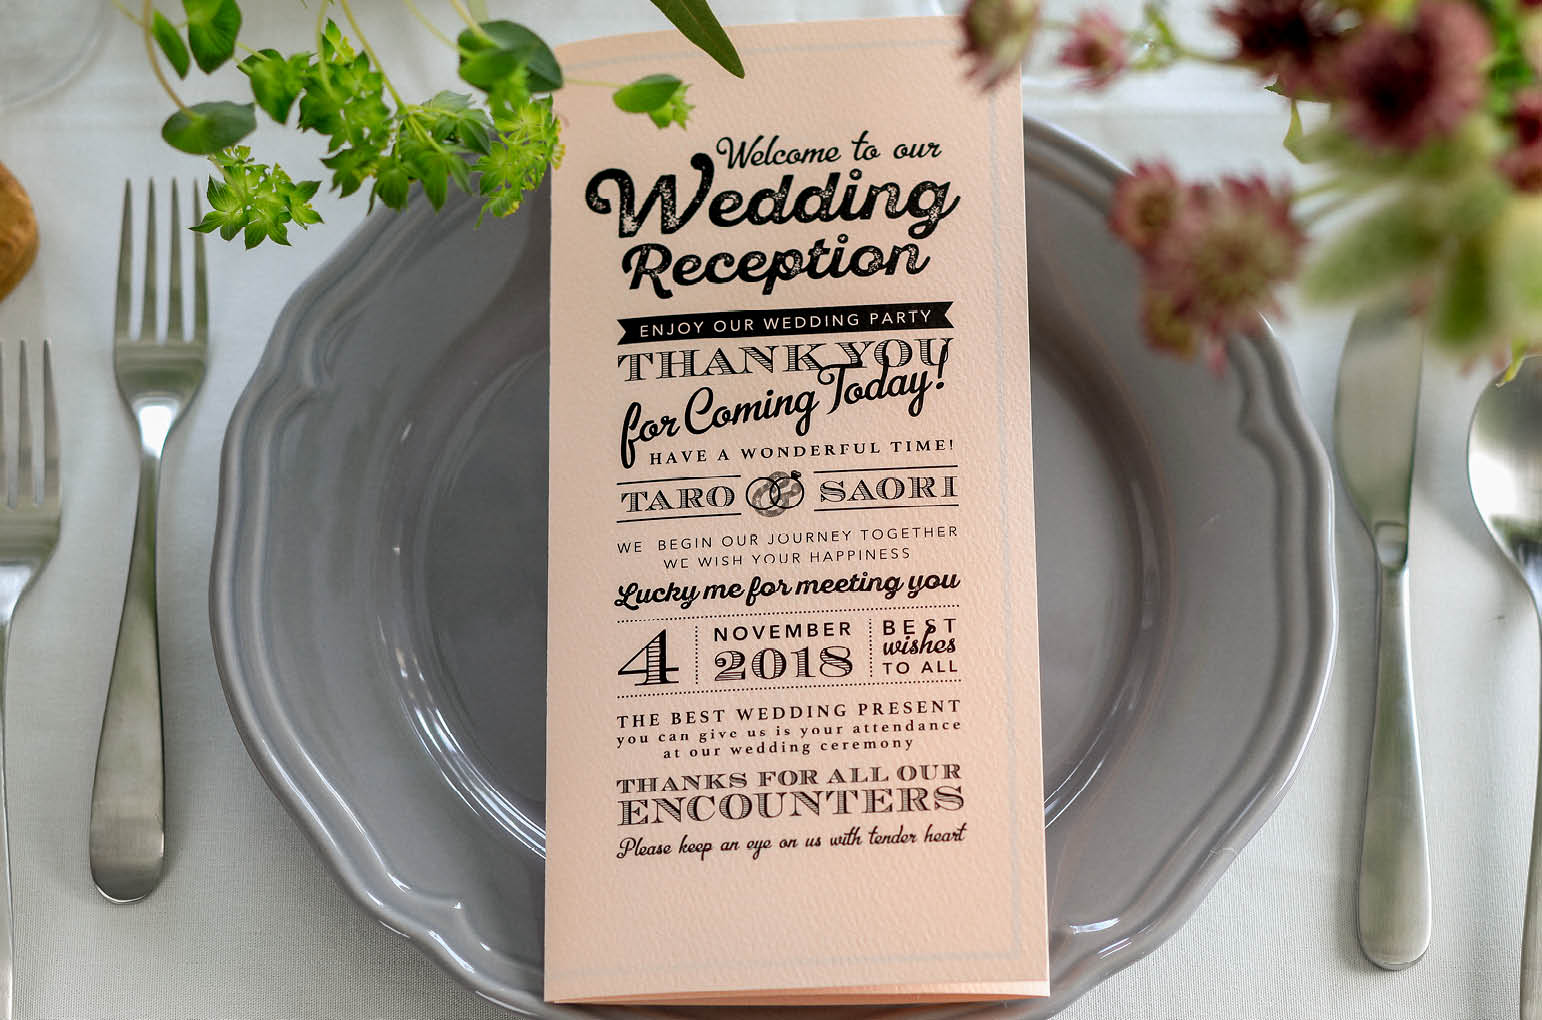 Welcome to our
Wedding
Reception
ENJOY OUR WEDDING PARTY
THANK YOU
for Coming Today!
HAVE A WONDERFUL TIME!
TARO & SAORI
WE BEGIN OUR JOURNEY TOGETHER
WE WISH YOUR HAPPINESS
Lucky me for meeting you
4
NOVEMBER
2018
BEST
wishes
TO ALL
THE BEST WEDDING PRESENT
you can give us is your attendance
at our wedding ceremony
THANKS FOR ALL OUR
ENCOUNTERS
Please keep an eye on us with tender heart